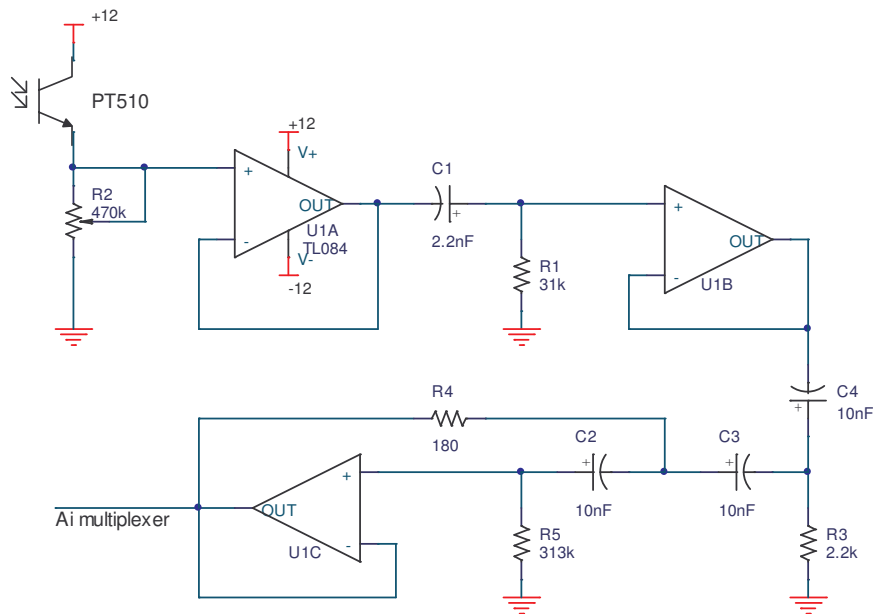 +12
PT510
R2
470k
+
-
+12
V+
OUT
U1A
TL084
V-
-12
C1
+
2.2nF
R1
31k
+
-
OUT
U1B
C4
+
10nF
R4
180
C2
+
10nF
C3
+
10nF
R3
2.2k
R5
313k
+
-
OUT
U1C
Ai multiplexer